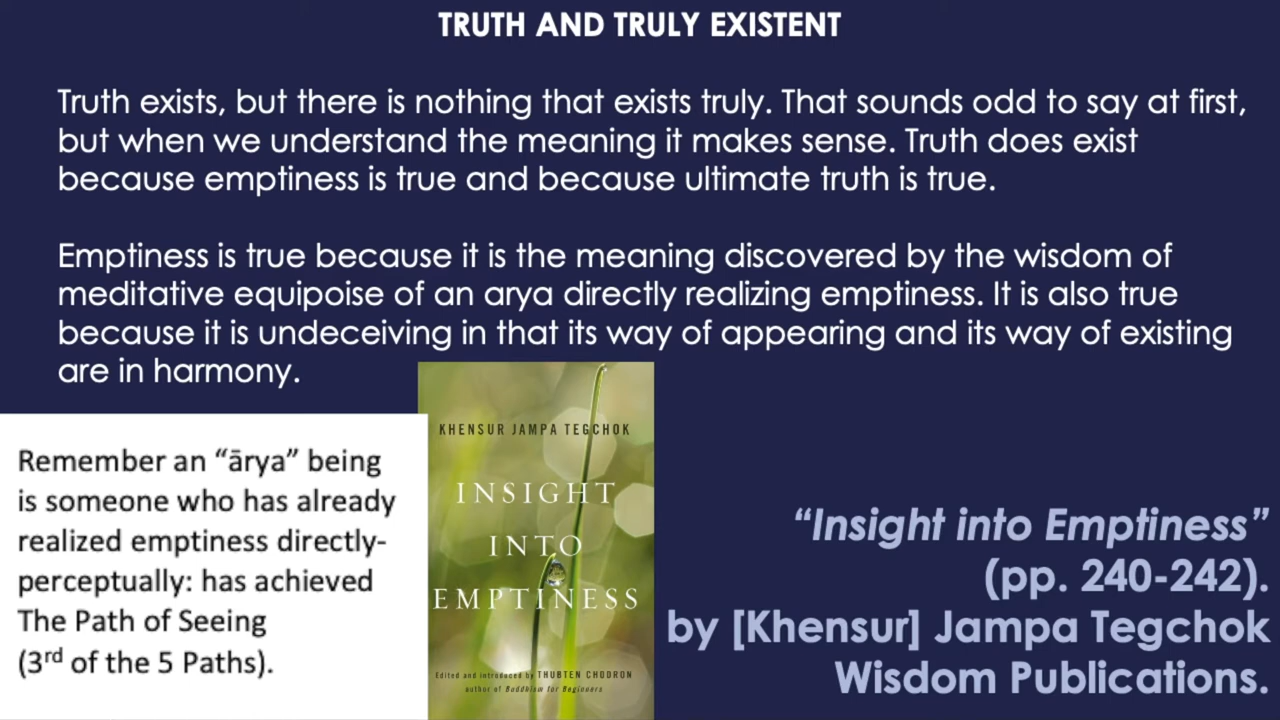 TRUTH AND TRULY EXISTENT
Truth exists, but there is nothing that exists truly. That sounds odd to say at first,
but when we understand the meaning it makes sense. Truth does exist
because emptiness is true and because ultimate truth is true.
Emptiness is true because it is the meaning discovered by the wisdom of
meditative equipoise of an arya directly realizing emptiness. It is also true
because it is undeceiving in that its way of appearing and its way of existing
are in harmony.
Remember an “ārya” being
is someone who has already
realized emptiness directly-
perceptually: has achieved
The Path of Seeing
(3rd of the 5 Paths).
KHENSUR JAMPA TEGCHOK
INSIGHT
INTO
EMPTINESS
Edited and introduced by THUBTEN CHODRON
author of Buddhism for Beginners
“Insight into Emptiness”
(pp. 240-242).
by [Khensur] Jampa Tegchok
Wisdom Publications.